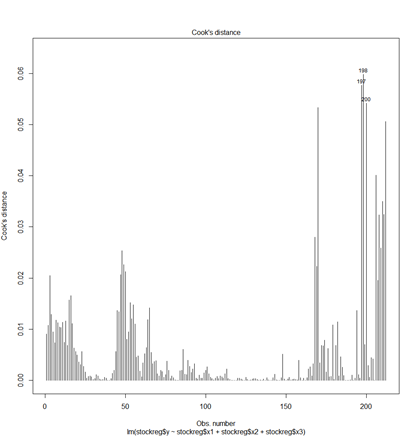 Cook's distance
198
197
200
Cook's distance
0.06
0.05
0.04
0.03
0.02
0.01
0.00
0 50 100 150 200
Obs. number
lm(stockreg$y ~ stockreg$x1 + stockreg$x2 + stockreg$x3)